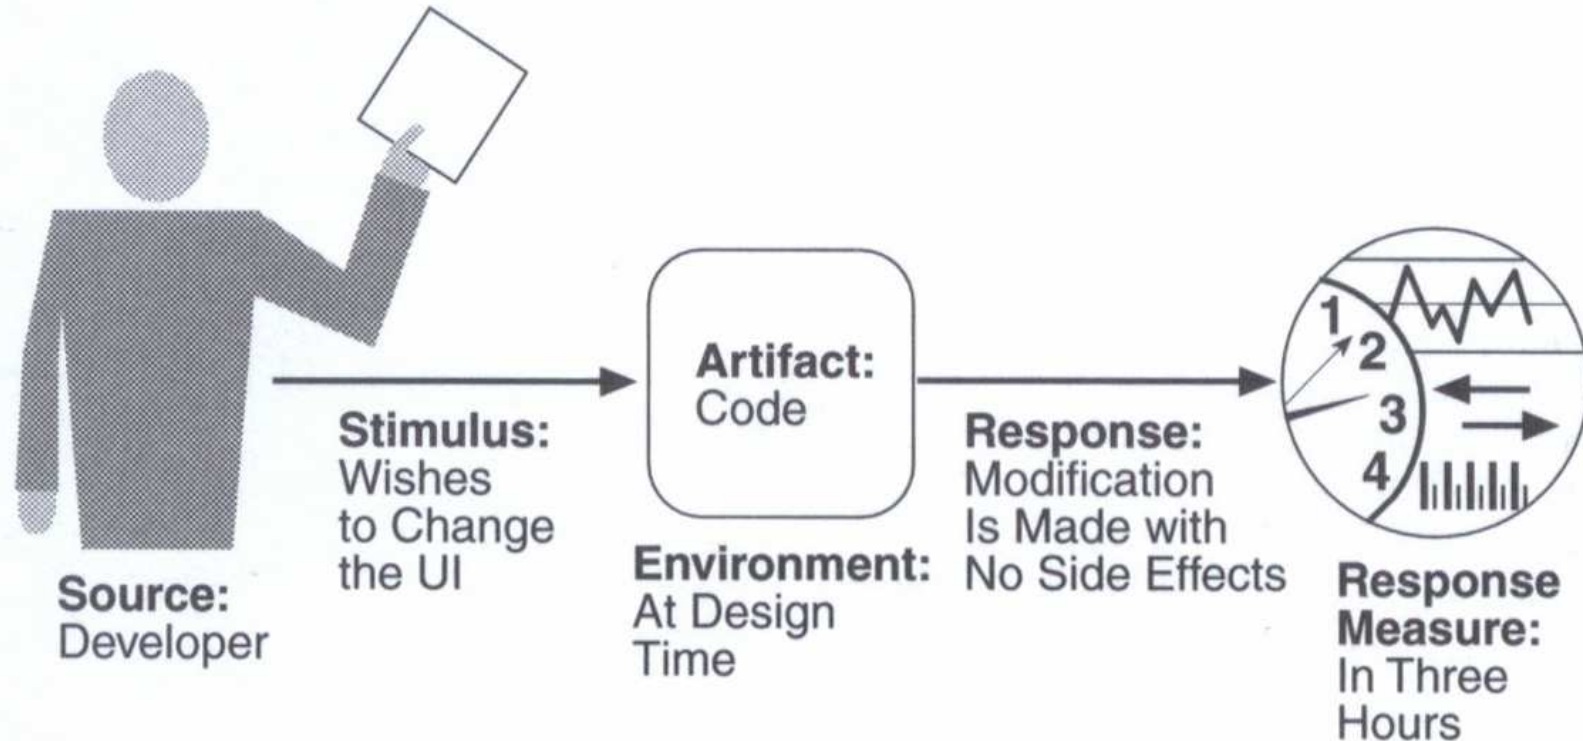 Source:
Developer
Stimulus:
Wishes
to Change
the UI
Artifact:
Code
Environment:
At Design
Time
Response:
Modification
Is Made with
No Side Effects
1
2
3
4
Response
Measure:
In Three
Hours